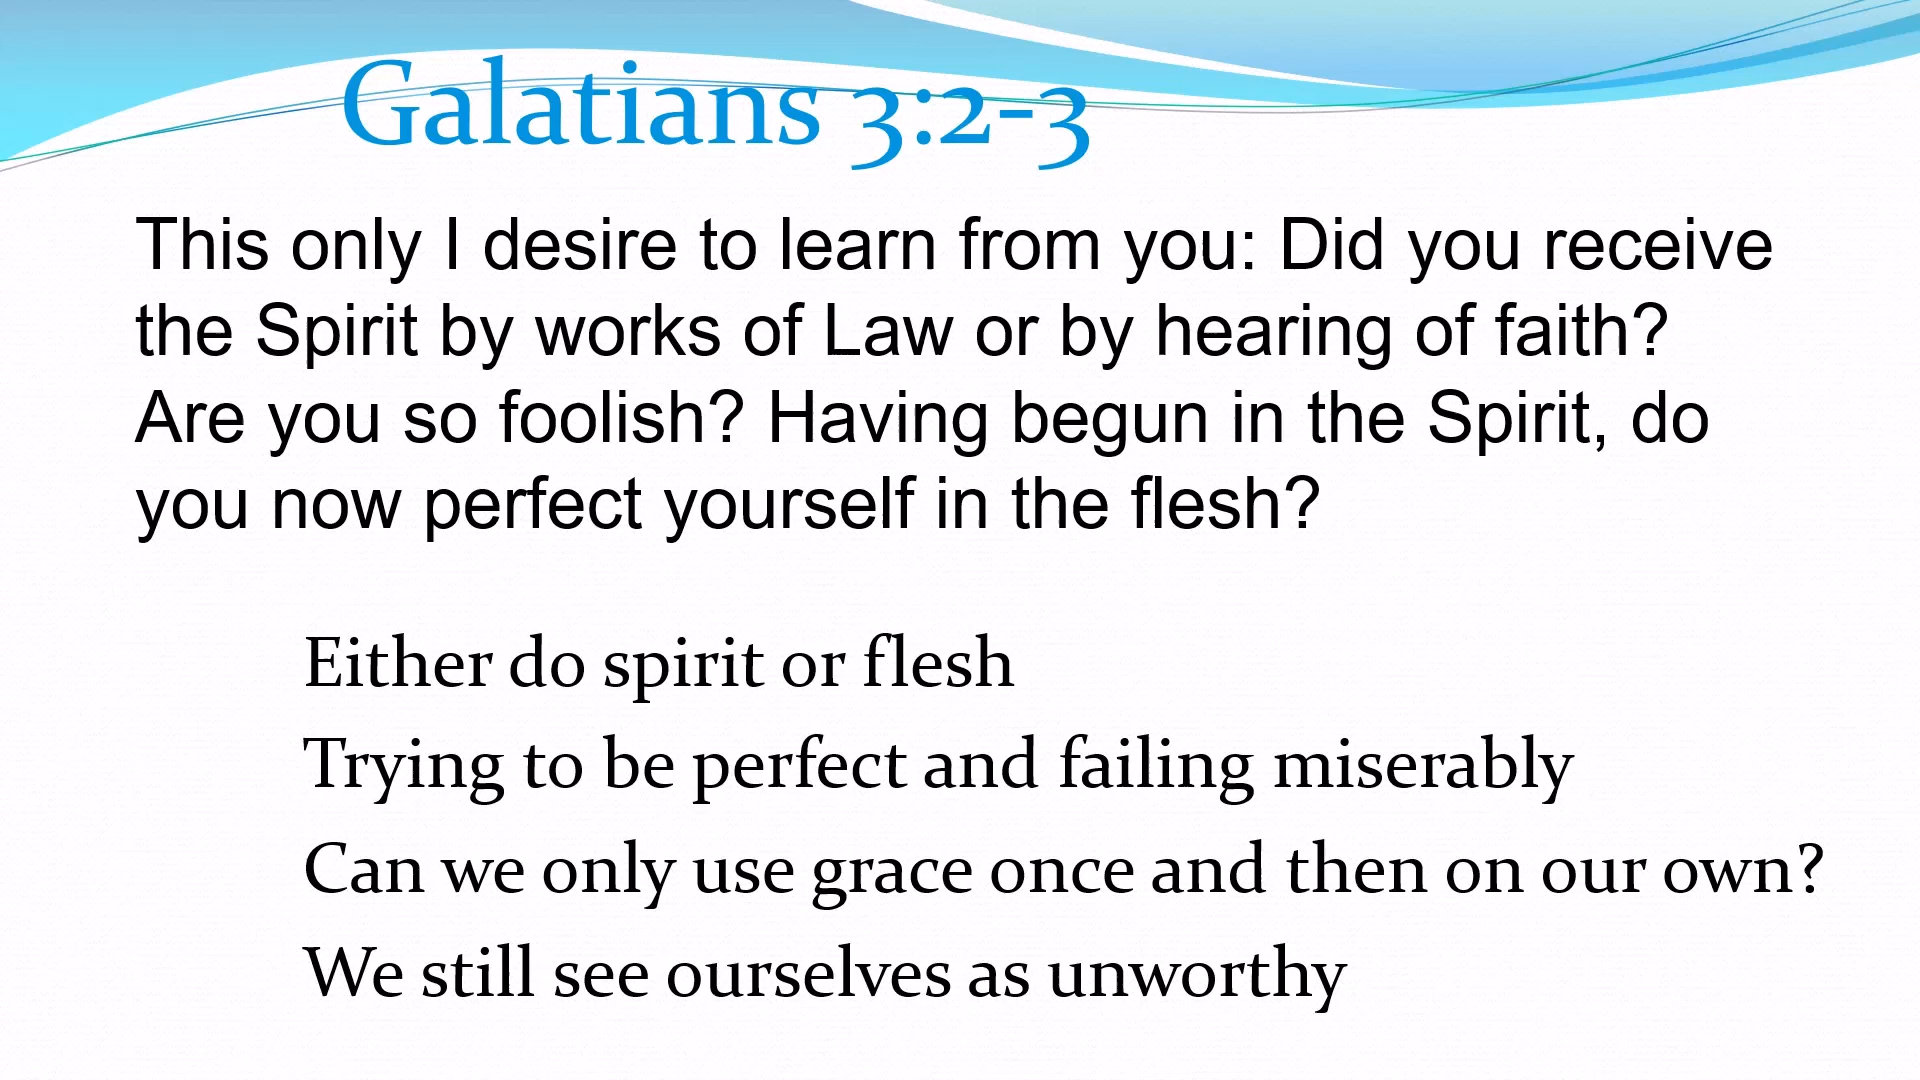 Galatians 3:2-3
This only I desire to learn from you: Did you receive
the Spirit by works of Law or by hearing of faith?
Are you so foolish? Having begun in the Spirit, do
you now perfect yourself in the flesh?
Either do spirit or flesh
Trying to be perfect and failing miserably
Can we only use grace once and then on our own?
We still see ourselves as unworthy